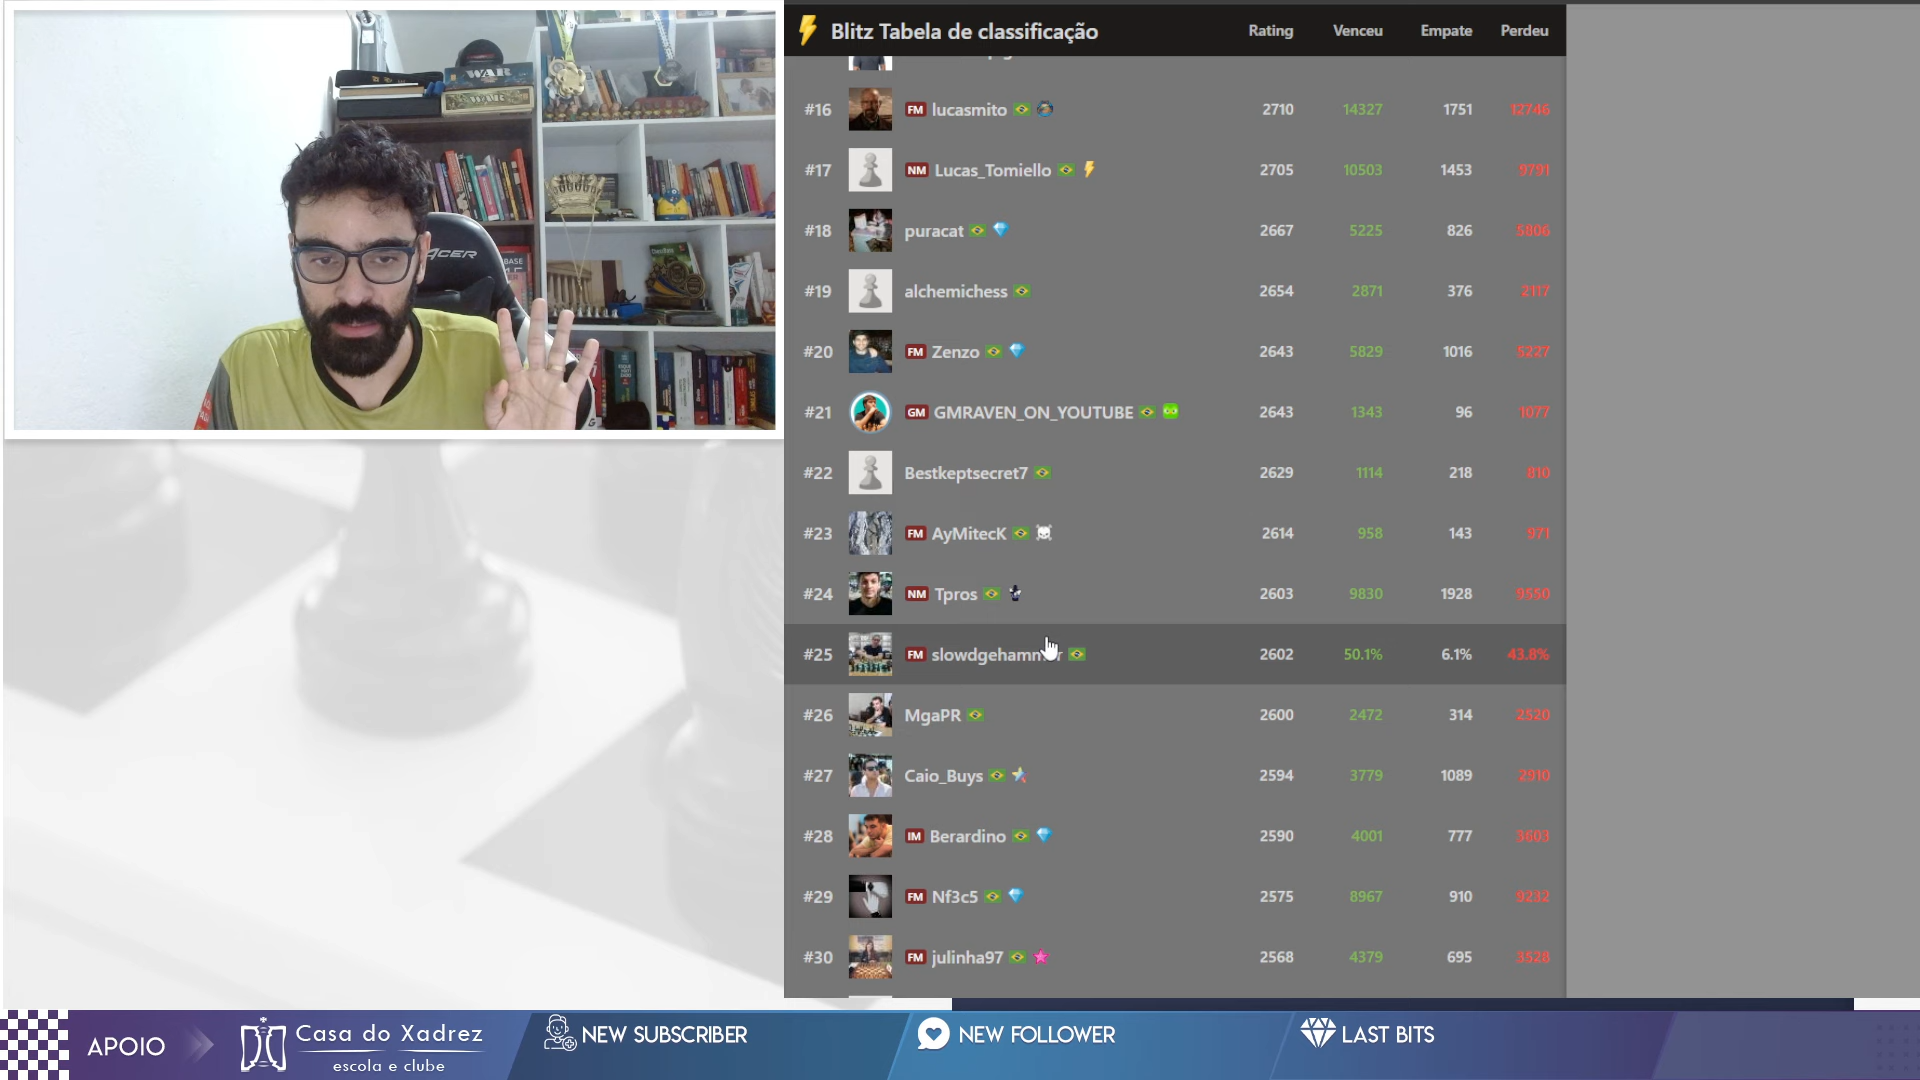 Blitz Tabela de classificação Rating Venceu Empate Perdeu
#16 FM lucasmito 2710 14327 1751 12746
#17 NM Lucas_Tomiello 2705 10503 1453 9791
#18 puracat 2667 5225 826 5806
#19 alchemichess 2654 2871 376 2117
#20 FM Zenzo 2643 5829 1016 5227
#21 GM GMRAVEN_ON_YOUTUBE 2643 1343 96 1077
#22 Bestkeptsecret7 2629 1114 218 810
#23 FM AyMitecK 2614 958 143 971
#24 NM Tpros 2603 9830 1928 9550
#25 FM 2602 50.1% 6.1% 43.8%
#26 MgaPR 2600 2472 314 2520
#27 Caio_Buys 2594 3779 1089 2910
#28 IM Berardino 2590 4001 777 3603
#29 FM Nf3c5 2575 8967 910 9232
#30 FM julinha97 2568 4379 695 3528
WAR
WAR
ACER
APOIO
Casa do Xadrez
escola e clube
NEW SUBSCRIBER
NEW FOLLOWER
LAST BITS